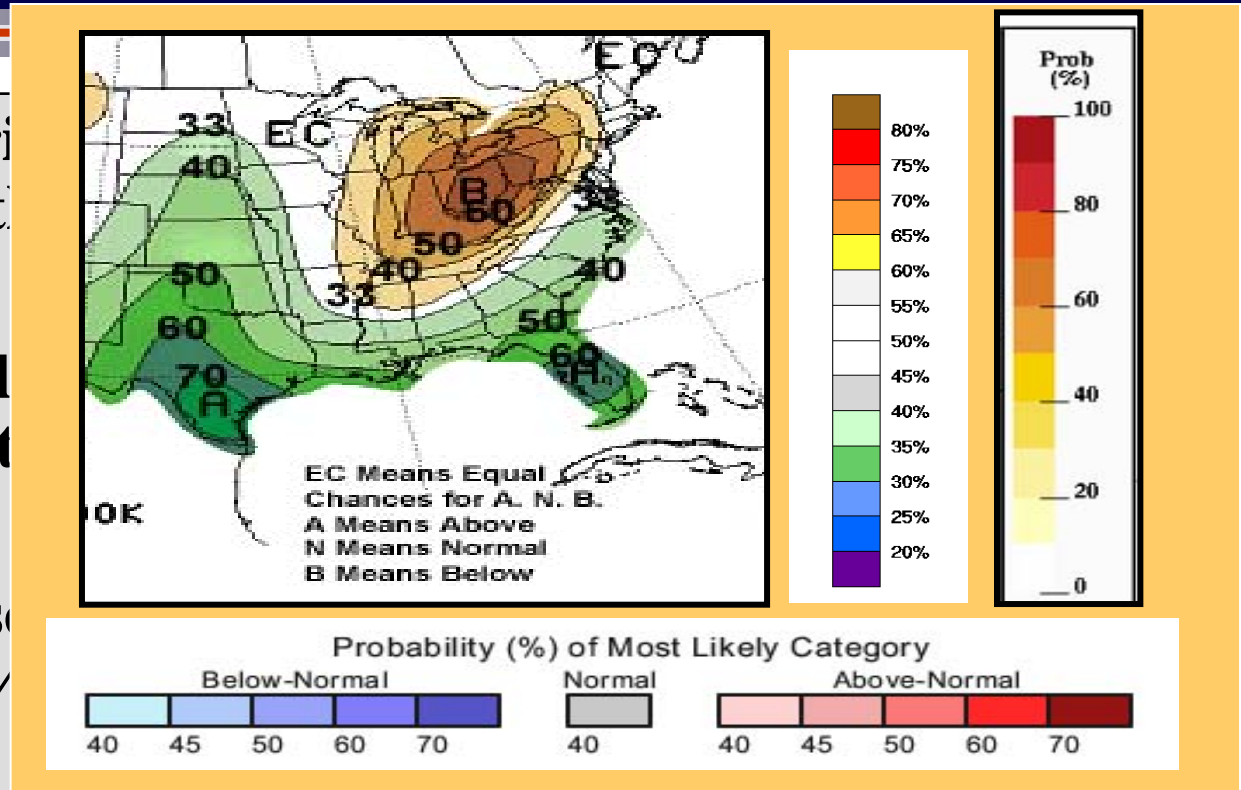 EC
EC
33
40
50
60
70
A
B
60
50
40
33
40
50
60
A
OK
EC Means Equal
Chances for A. N. B.
A Means Above
N Means Normal
B Means Below
80%
75%
70%
65%
60%
55%
50%
45%
40%
35%
30%
25%
20%
Prob
(%)
100
80
60
40
20
0
Probability (%) of Most Likely Category
Below-Normal Normal Above-Normal
40 45 50 60 70 40 40 45 50 60 70